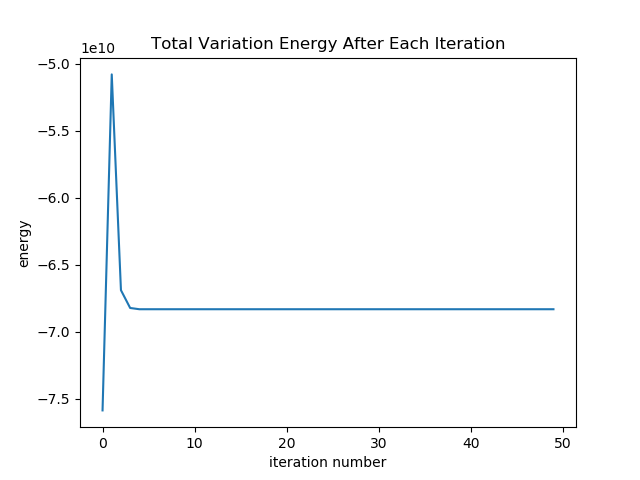 Total Variation Energy After Each Iteration
1e10
−5.0
−5.5
−6.0
−6.5
−7.0
−7.5
energy
0 10 20 30 40 50
iteration number